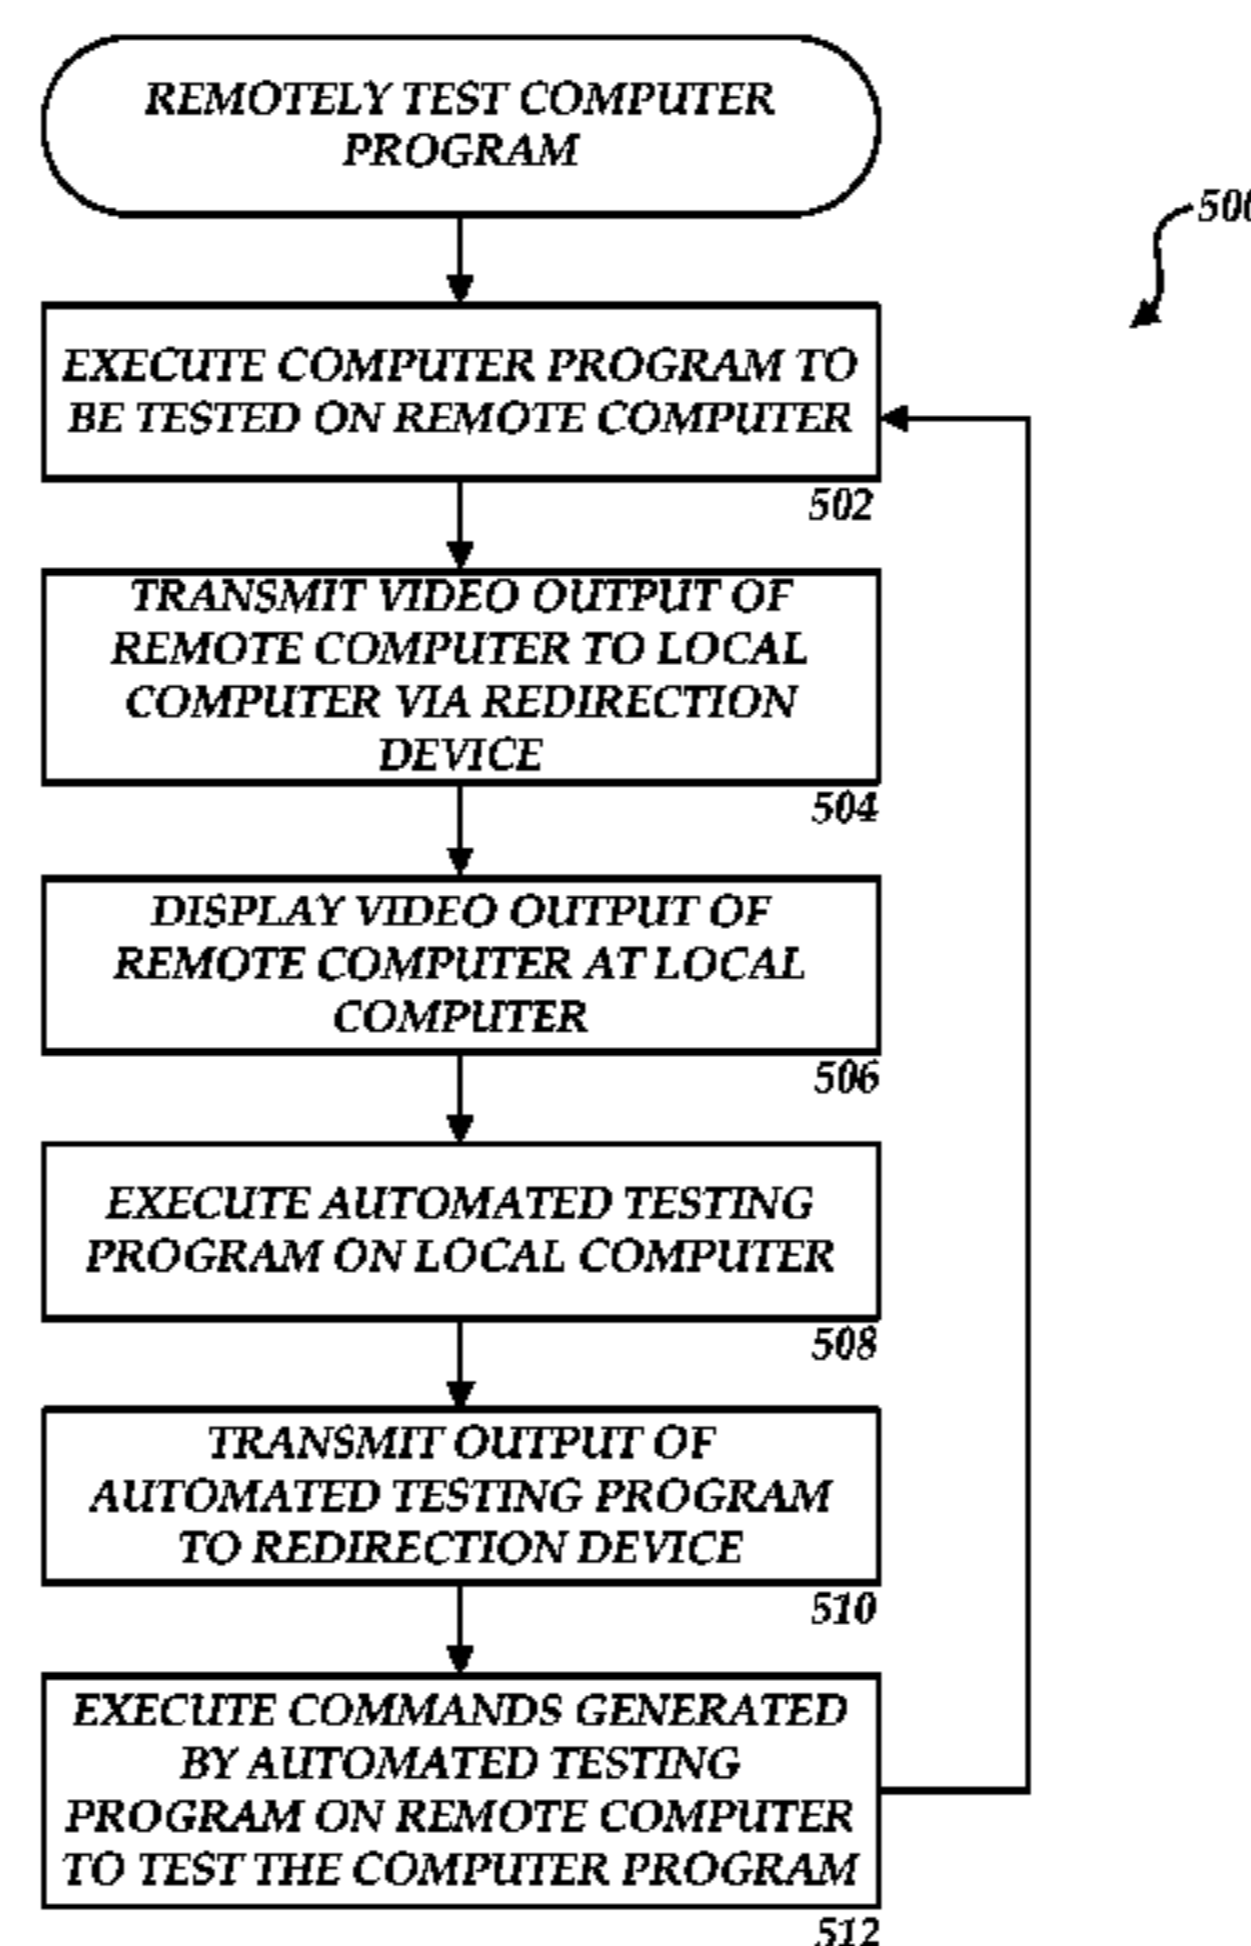 REMOTELY TEST COMPUTER
PROGRAM
500
EXECUTE COMPUTER PROGRAM TO
BE TESTED ON REMOTE COMPUTER
502
TRANSMIT VIDEO OUTPUT OF
REMOTE COMPUTER TO LOCAL
COMPUTER VIA REDIRECTION
DEVICE
504
DISPLAY VIDEO OUTPUT OF
REMOTE COMPUTER AT LOCAL
COMPUTER
506
EXECUTE AUTOMATED TESTING
PROGRAM ON LOCAL COMPUTER
508
TRANSMIT OUTPUT OF
AUTOMATED TESTING PROGRAM
TO REDIRECTION DEVICE
510
EXECUTE COMMANDS GENERATED
BY AUTOMATED TESTING
PROGRAM ON REMOTE COMPUTER
TO TEST THE COMPUTER PROGRAM
512